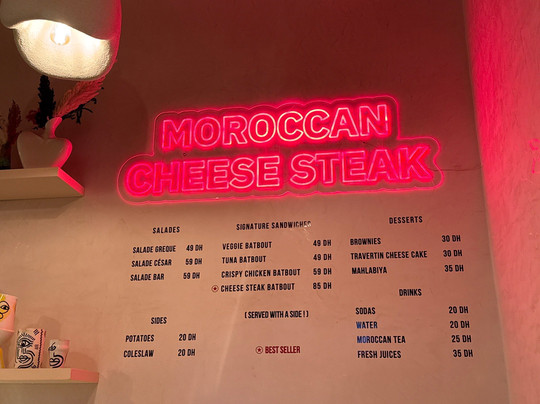 MOROCCAN
CHEESE STEAK
SALADES
SALADE GREQUE 49 DH
SALADE CÉSAR 59 DH
SALADE BAR 59 DH
SIDES
POTATOES 20 DH
COLESLAW 20 DH
SIGNATURE SANDWICHES
VEGGIE BATBOUT 49 DH
TUNA BATBOUT 49 DH
CRISPY CHICKEN BATBOUT 59 DH
CHEESE STEAK BATBOUT 85 DH
( SERVED WITH A SIDE ! )
BEST SELLER
DESSERTS
BROWNIES 30 DH
TRAVERTIN CHEESE CAKE 30 DH
MAHLABIYA 35 DH
DRINKS
SODAS 20 DH
WATER 20 DH
MOROCCAN TEA 25 DH
FRESH JUICES 35 DH